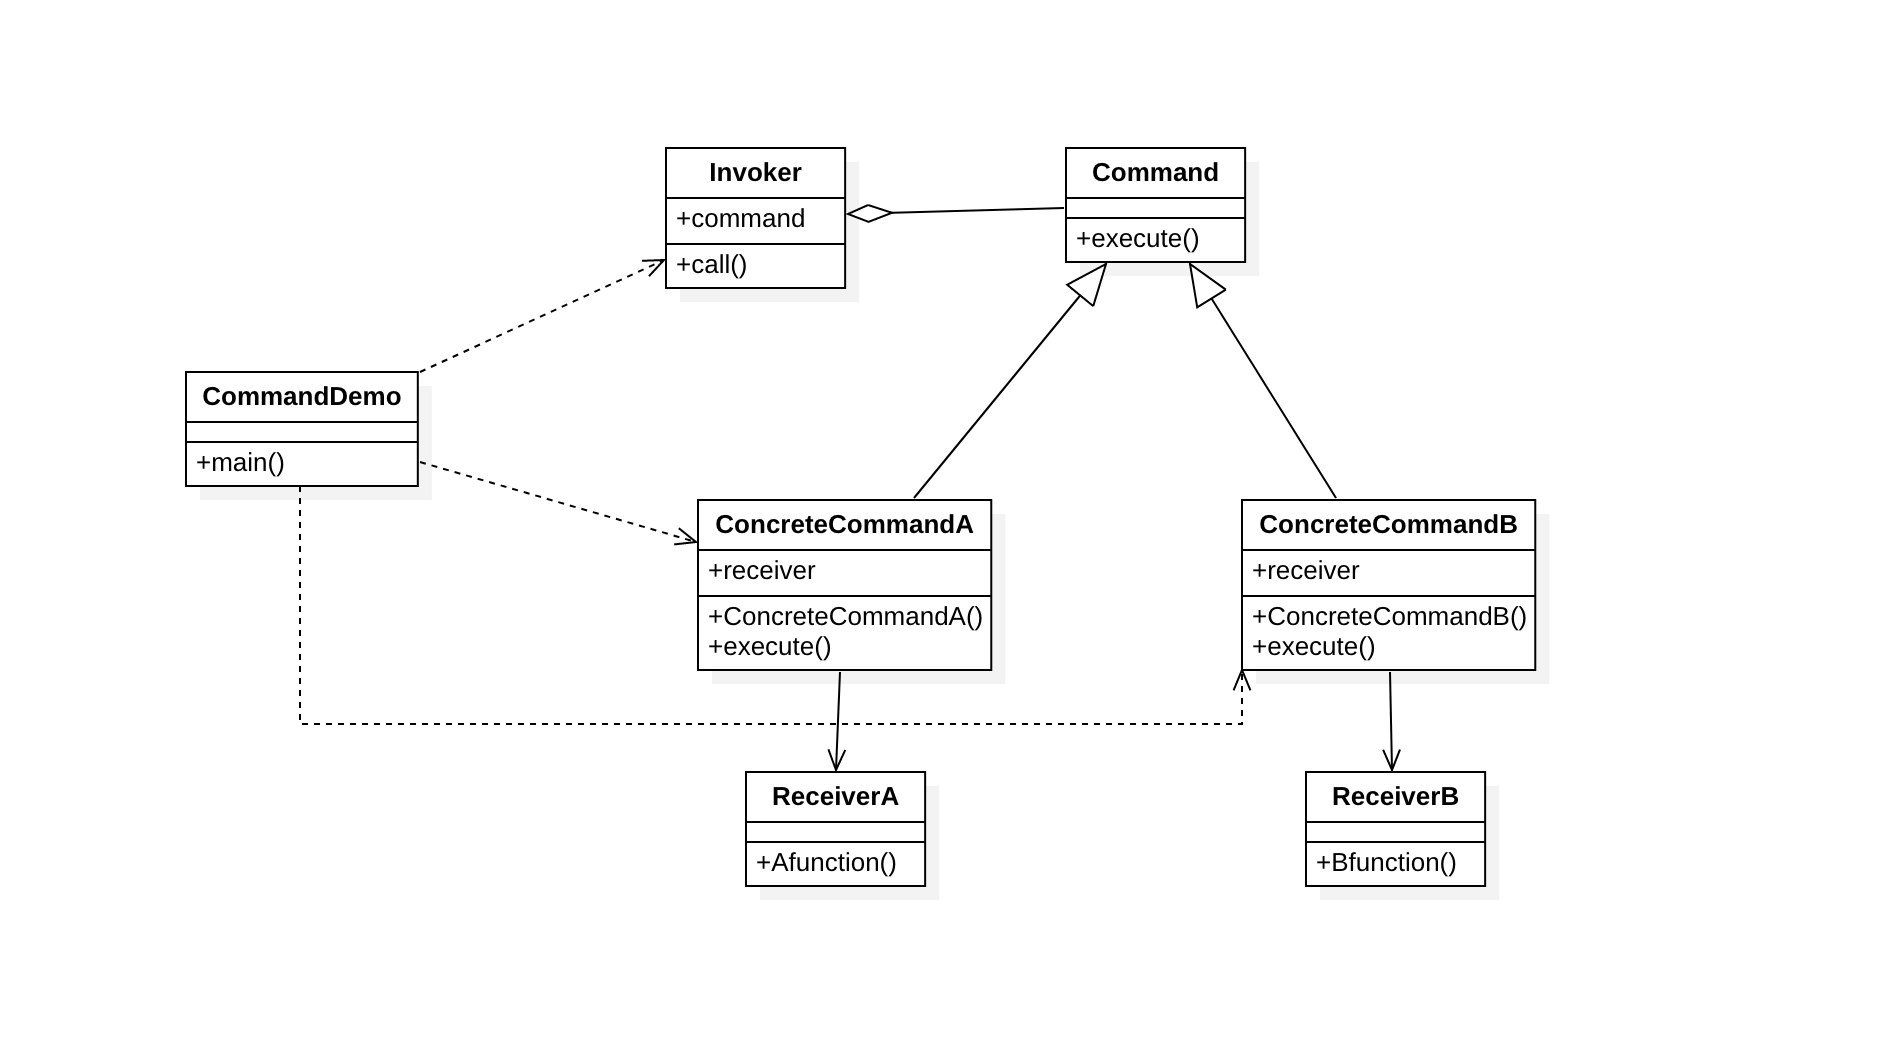 Invoker
+command
+call()
Command
+execute()
CommandDemo
+main()
ConcreteCommandA
+receiver
+ConcreteCommandA()
+execute()
ConcreteCommandB
+receiver
+ConcreteCommandB()
+execute()
ReceiverA
+Afunction()
ReceiverB
+Bfunction()